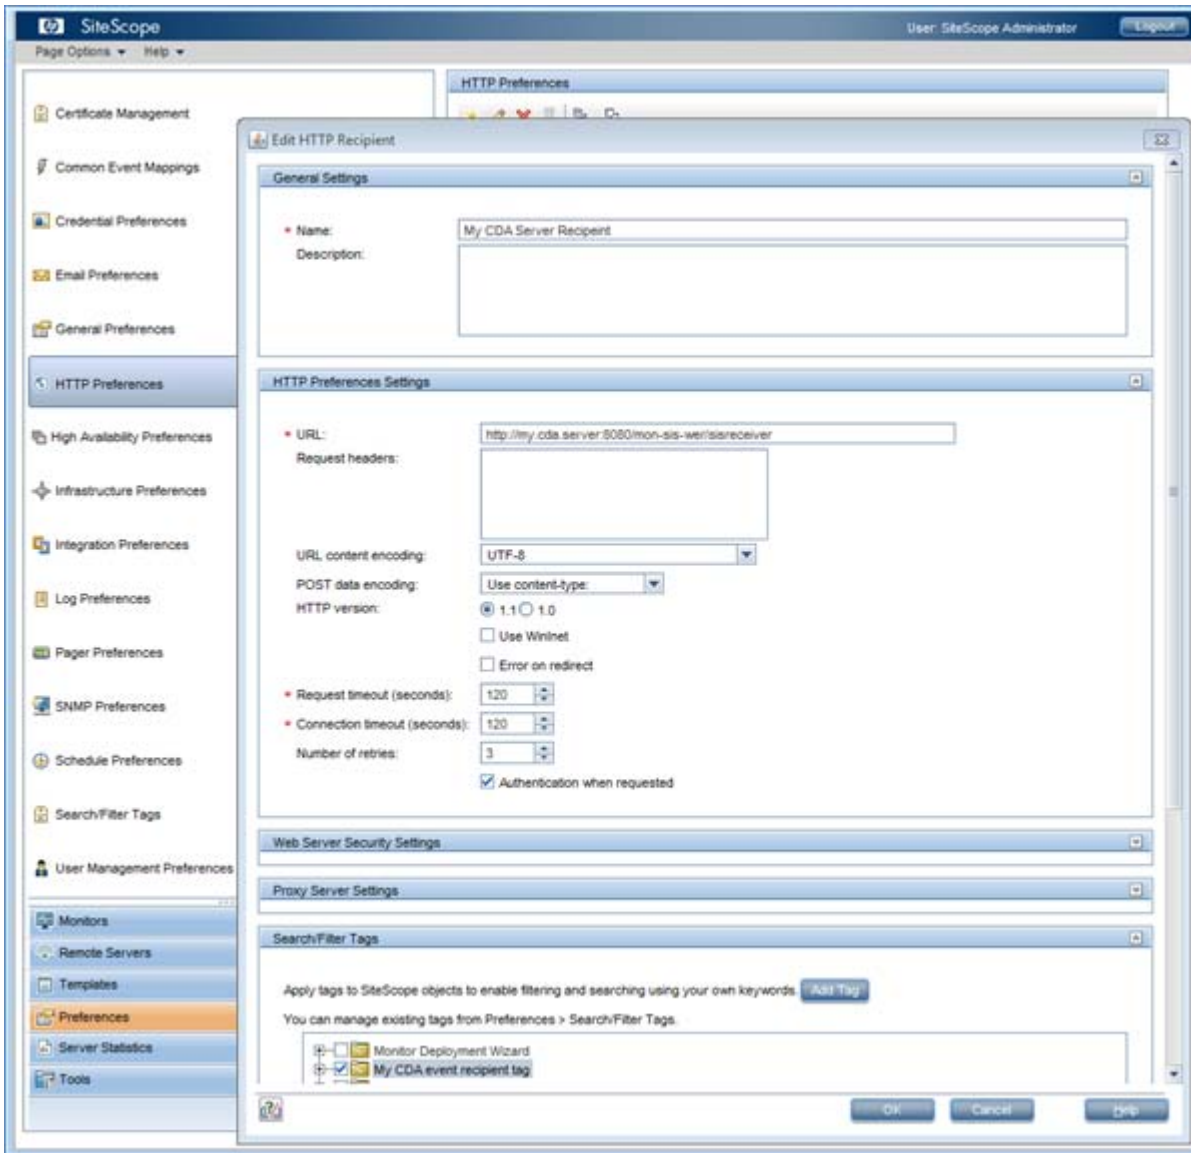 hp SiteScope
User: SiteScope Administrator Logout
Page Options Help
HTTP Preferences
Certificate Management
Common Event Mappings
Credential Preferences
Email Preferences
General Preferences
HTTP Preferences
High Availability Preferences
Infrastructure Preferences
Integration Preferences
Log Preferences
Pager Preferences
SNMP Preferences
Schedule Preferences
Search/Filter Tags
User Management Preferences
Monitors
Remote Servers
Templates
Preferences
Server Statistics
Tools
Edit HTTP Recipient
General Settings
* Name: My CDA Server Recipeint
Description:
HTTP Preferences Settings
* URL: http://my.cda.server:8080/mon-sis-wer/sisreceiver
Request headers:
URL content encoding: UTF-8
POST data encoding: Use content-type:
HTTP version: 1.1 1.0
Use WinInet
Error on redirect
* Request timeout (seconds): 120
* Connection timeout (seconds): 120
Number of retries: 3
Authentication when requested
Web Server Security Settings
Proxy Server Settings
Search/Filter Tags
Apply tags to SiteScope objects to enable filtering and searching using your own keywords. Add Tag
You can manage existing tags from Preferences > Search/Filter Tags.
Monitor Deployment Wizard
My CDA event recipient tag
OK Cancel Help